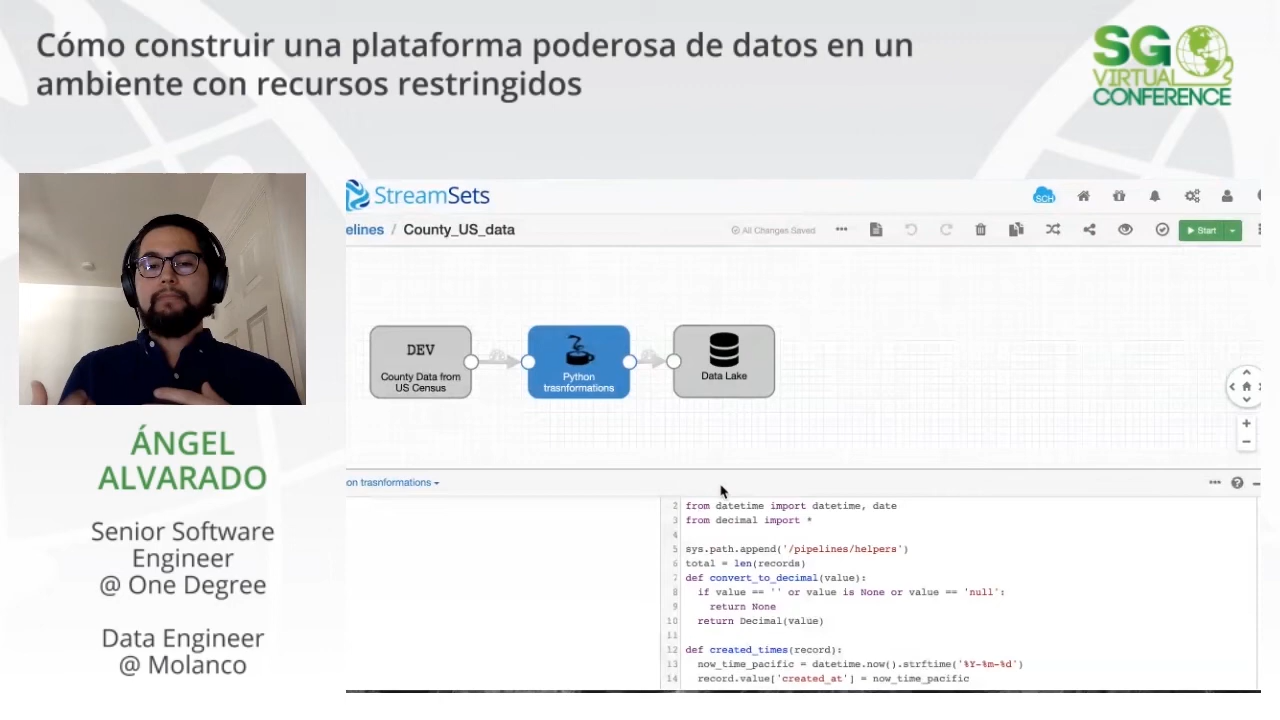 Cómo construir una plataforma poderosa de datos en un
ambiente con recursos restringidos
SG
VIRTUAL
CONFERENCE
StreamSets
SCH
elines / County_US_data
All Changes Saved
Start
DEV
County Data from
US Census
Python
trasnformations
Data Lake
on trasnformations
2 from datetime import datetime, date
3 from decimal import *
4
5 sys.path.append('/pipelines/helpers')
6 total = len(records)
7 def convert_to_decimal(value):
8 if value == '' or value is None or value == 'null':
9 return None
10 return Decimal(value)
11
12 def created_times(record):
13 now_time_pacific = datetime.now().strftime('%Y-%m-%d')
14 record.value['created_at'] = now_time_pacific
ÁNGEL
ALVARADO
Senior Software
Engineer
@ One Degree
Data Engineer
@ Molanco